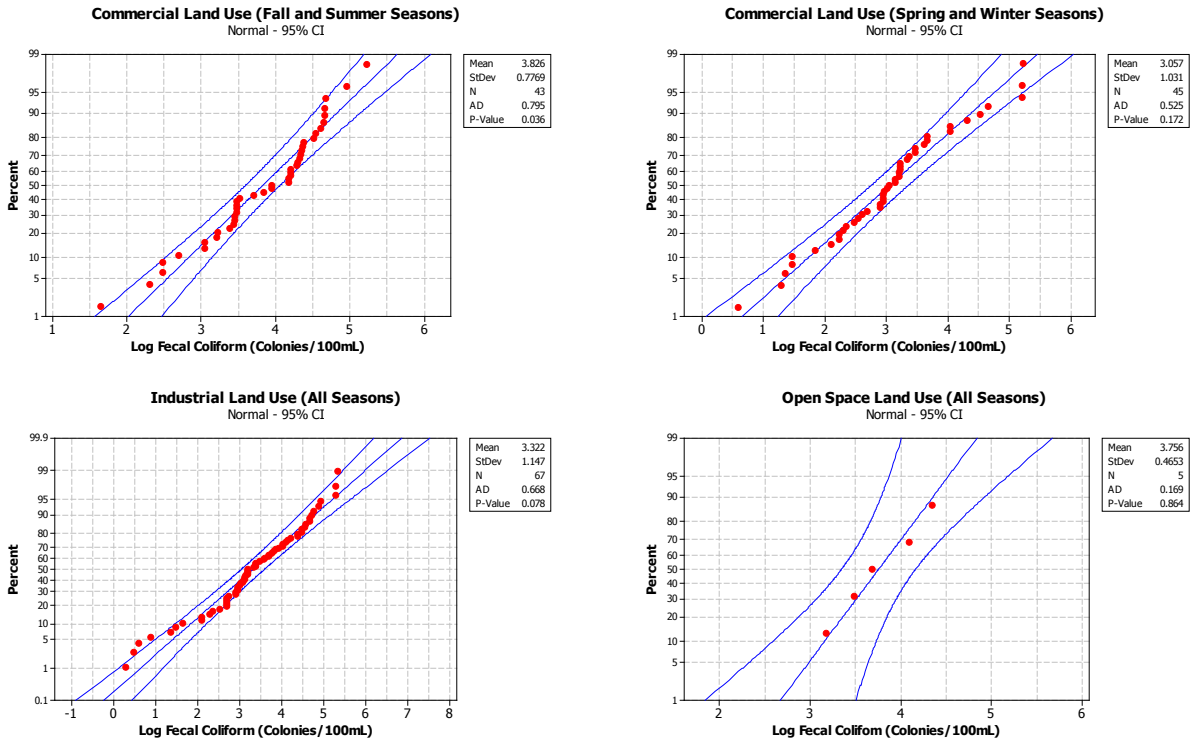 Commercial Land Use (Fall and Summer Seasons)
Normal - 95% CI
Percent
99
95
90
80
70
60
50
40
30
20
10
5
1
1 2 3 4 5 6
Log Fecal Coliform (Colonies/100mL)
Mean 3.826
StDev 0.7769
N 43
AD 0.795
P-Value 0.036
Commercial Land Use (Spring and Winter Seasons)
Normal - 95% CI
Percent
99
95
90
80
70
60
50
40
30
20
10
5
1
0 1 2 3 4 5 6
Log Fecal Coliform (Colonies/100mL)
Mean 3.057
StDev 1.031
N 45
AD 0.525
P-Value 0.172
Industrial Land Use (All Seasons)
Normal - 95% CI
Percent
99.9
99
95
90
80
70
60
50
40
30
20
10
5
1
0.1
-1 0 1 2 3 4 5 6 7 8
Log Fecal Coliform (Colonies/100mL)
Mean 3.322
StDev 1.147
N 67
AD 0.668
P-Value 0.078
Open Space Land Use (All Seasons)
Normal - 95% CI
Percent
99
95
90
80
70
60
50
40
30
20
10
5
1
2 3 4 5 6
Log Fecal Coliform (Colonies/100mL)
Mean 3.756
StDev 0.4653
N 5
AD 0.169
P-Value 0.864